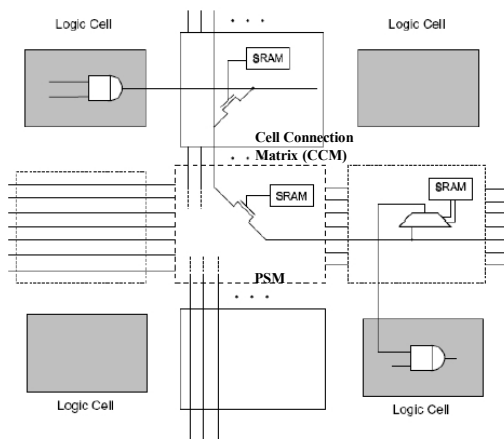 Logic Cell
Logic Cell
SRAM
Cell Connection
Matrix (CCM)
SRAM
SRAM
PSM
Logic Cell
Logic Cell